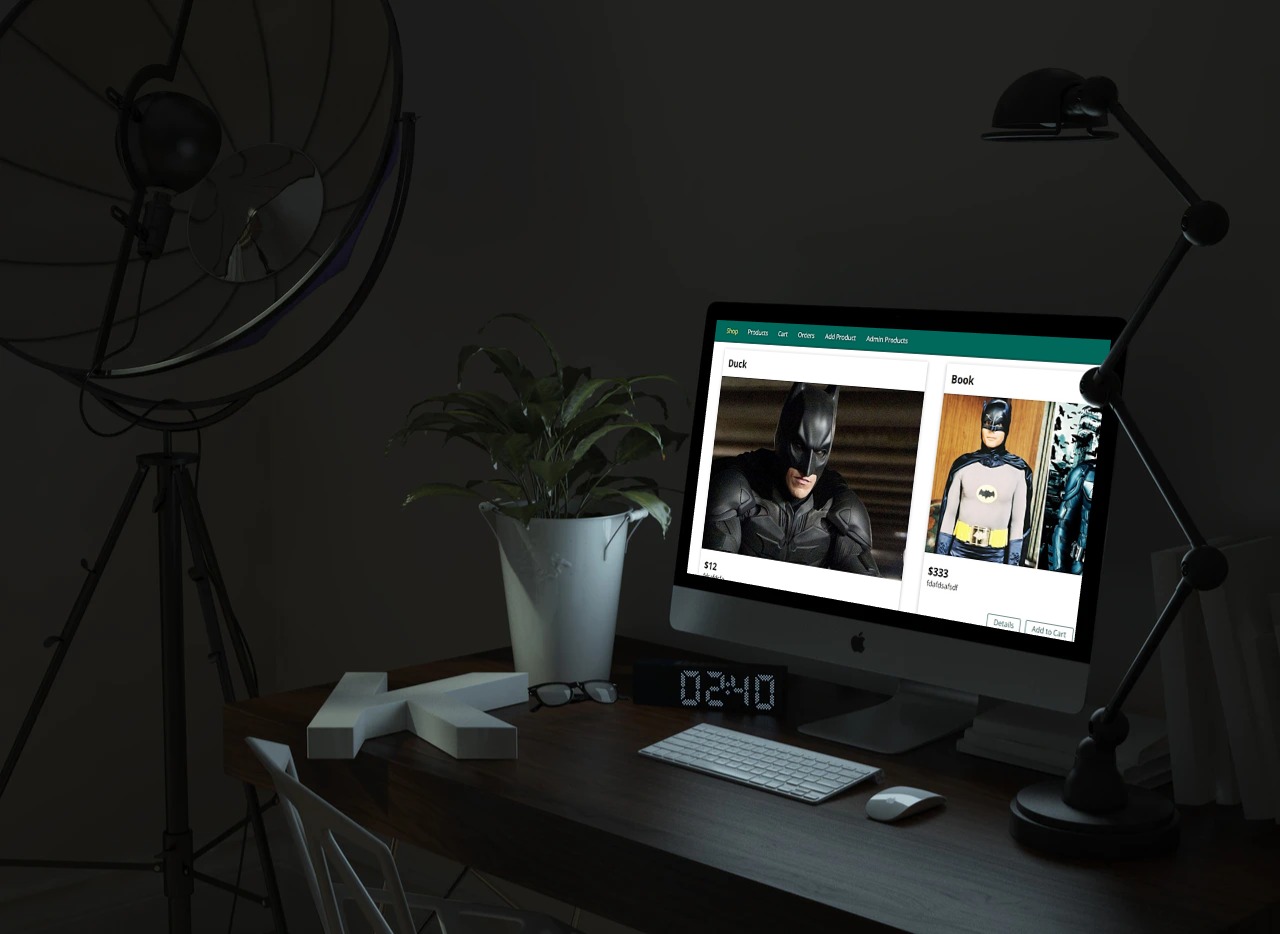 Shop Products Cart Orders Add Product Admin Products
Duck
Book
$12
$333
fdafdsafsdf
Details Add to Cart
02:40